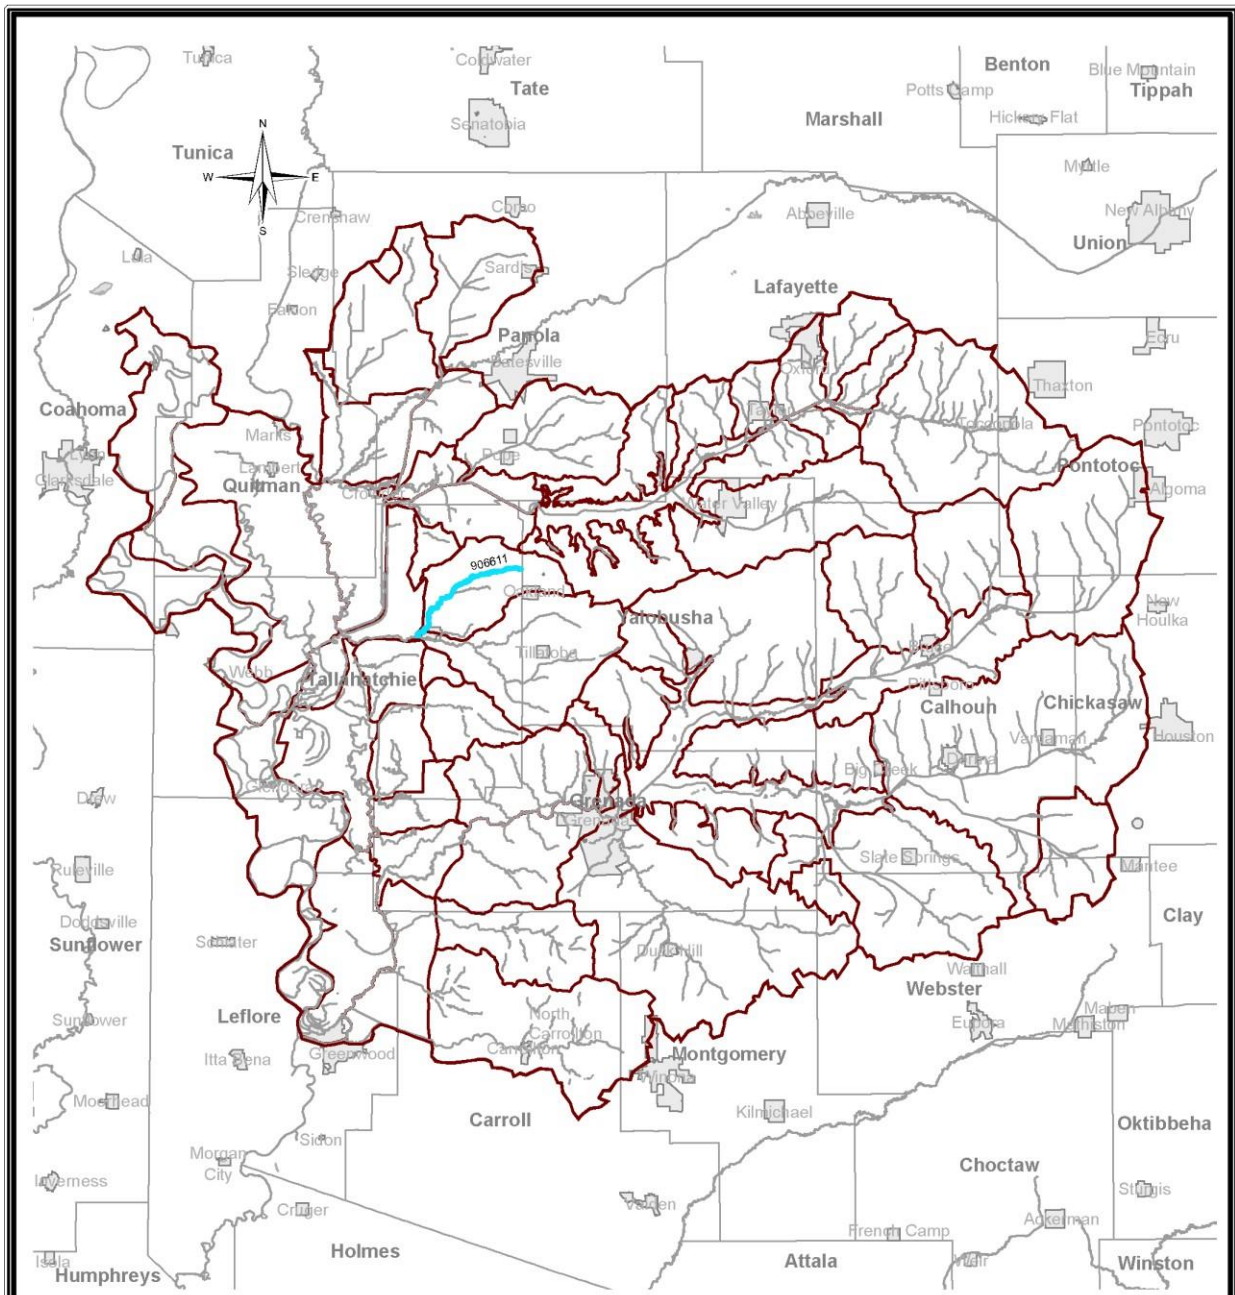 Tunica
Coldwater
Benton
Blue Mountain
Tate
Potts Camp
Tippah
Senatobia
Marshall
Hickory Flat
N
Tunica
Myrtle
W
E
S
Crenshaw
Como
Abbeville
New Albany
Union
Lula
Sledge
Sardis
Lafayette
Falcon
Panola
Ecru
Batesville
Oxford
Thaxton
Coahoma
Taylor
Toccopola
Pontotoc
Marks
Lyon
Pope
Lambert
Pontotoc
Clarksdale
Quitman
Algoma
Water Valley
906611
Oakland
New
Houlka
Yalobusha
Tillatoba
Bruce
Webb
Tallahatchie
Pittsboro
Calhoun
Chickasaw
Vardaman
Houston
Derma
Big Creek
Glendora
Drew
Grenada
Grenada
Slate Springs
Mantee
Ruleville
Doddsville
Clay
Sunflower
Schlater
Duck Hill
Walthall
Webster
Leflore
North
Carrollton
Maben
Sunflower
Eupora
Mathiston
Itta Bena
Greenwood
Carrollton
Montgomery
Winona
Moorhead
Kilmichael
Carroll
Oktibbeha
Sidon
Morgan
City
Choctaw
Inverness
Sturgis
Cruger
Vaiden
French Camp
Ackerman
Holmes
Isola
Attala
Weir
Winston
Humphreys